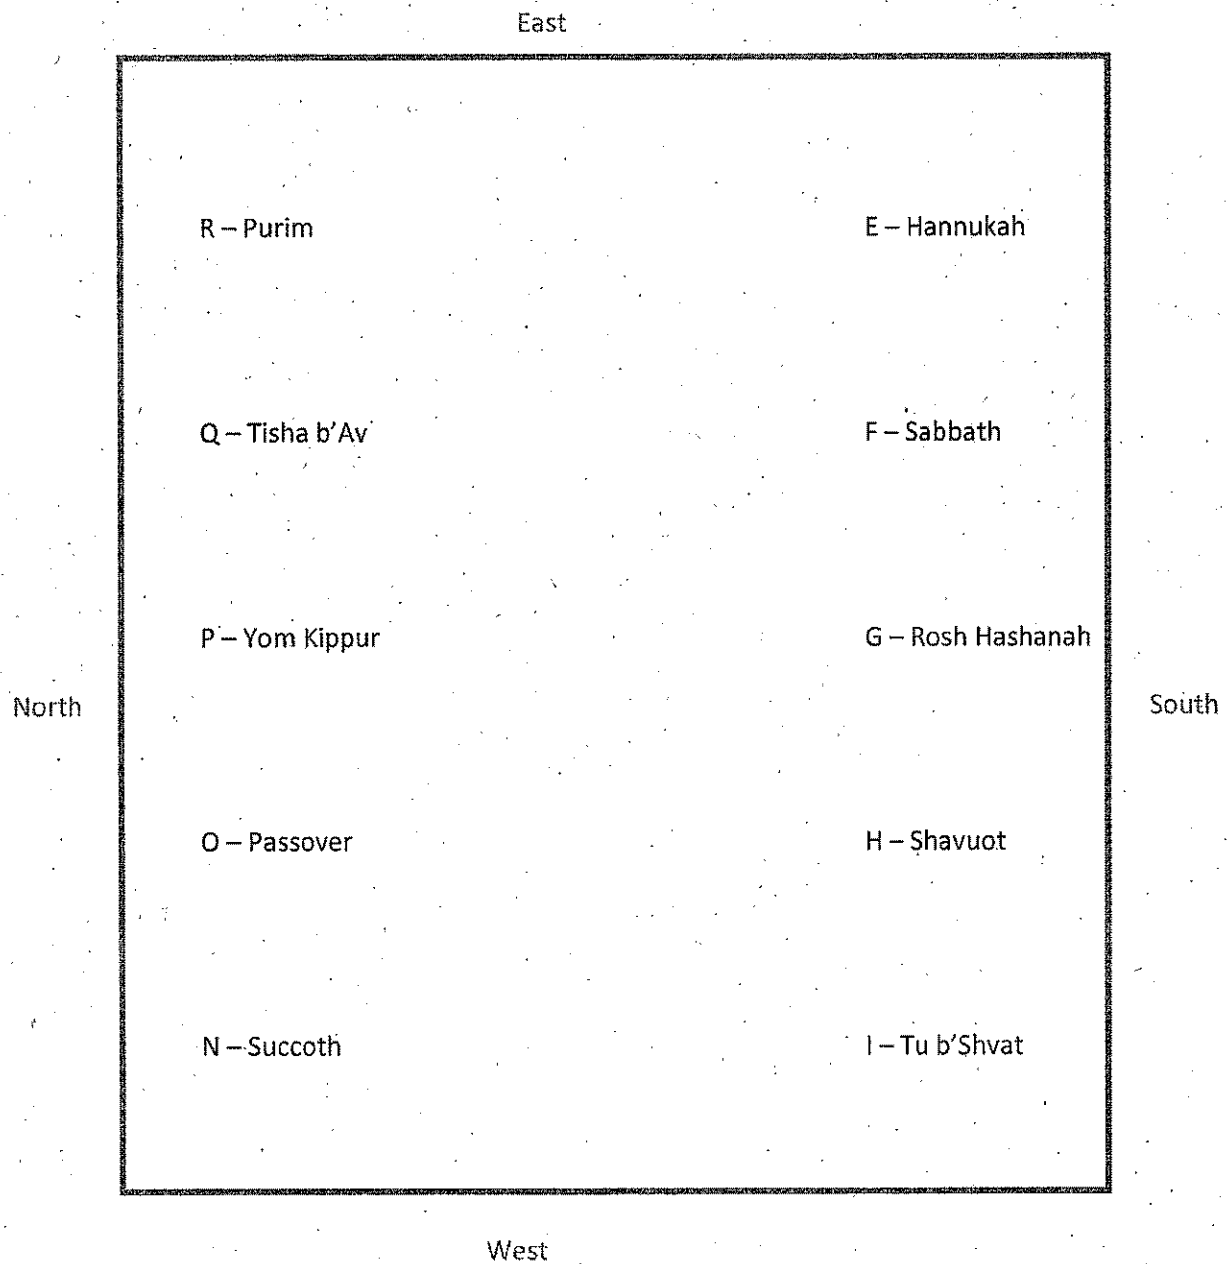 East
R – Purim
E – Hannukah
Q – Tisha b'Av
F – Sabbath
P – Yom Kippur
G – Rosh Hashanah
North
South
O – Passover
H – Shavuot
N – Succoth
I – Tu b'Shvat
West